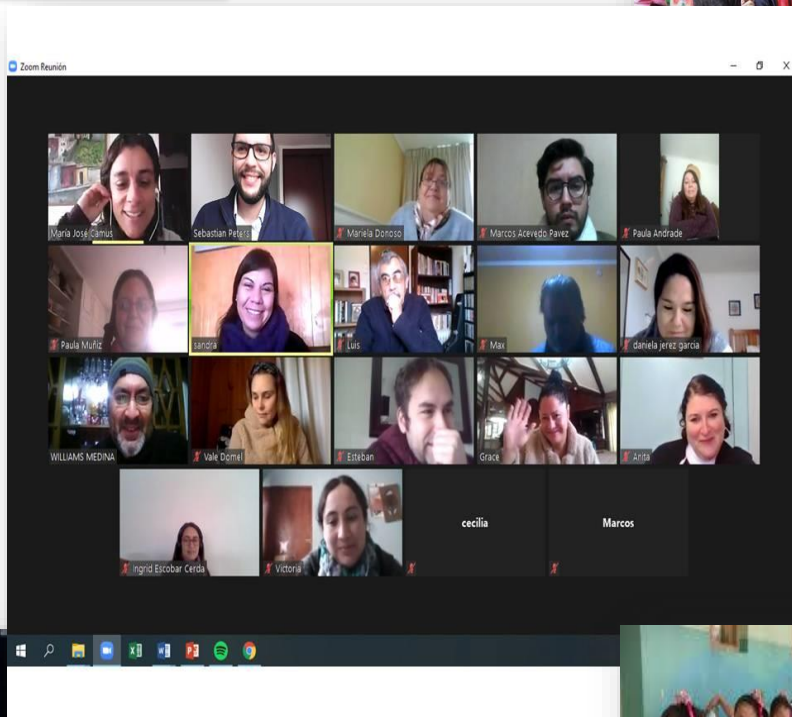 Zoom Reunión
María José Camus
Sebastian Peters
Mariela Donoso
Marcos Acevedo Pavez
Paula Andrade
Paula Muñiz
sandra
Luis
Max
daniela jerez garcia
WILLIAMS MEDINA
Vale Domel
Esteban
Grace
Anita
Ingrid Escobar Cerda
Victoria
cecilia
Marcos